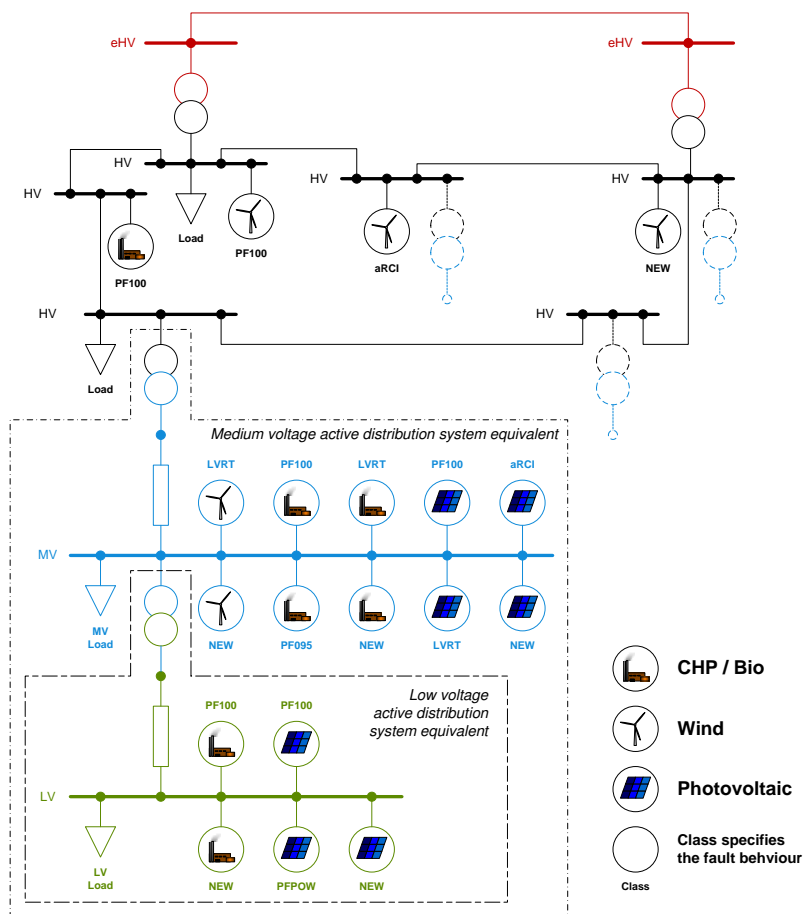 eHV
eHV
HV
HV
HV
HV
Load
PF100
PF100
aRCI
NEW
HV
HV
Load
Medium voltage active distribution system equivalent
LVRT
PF100
LVRT
PF100
aRCI
MV
MV
Load
NEW
PF095
NEW
LVRT
NEW
Low voltage
active distribution
system equivalent
PF100
PF100
LV
LV
Load
NEW
PFPOW
NEW
CHP / Bio
Wind
Photovoltaic
Class specifies
the fault behviour
Class